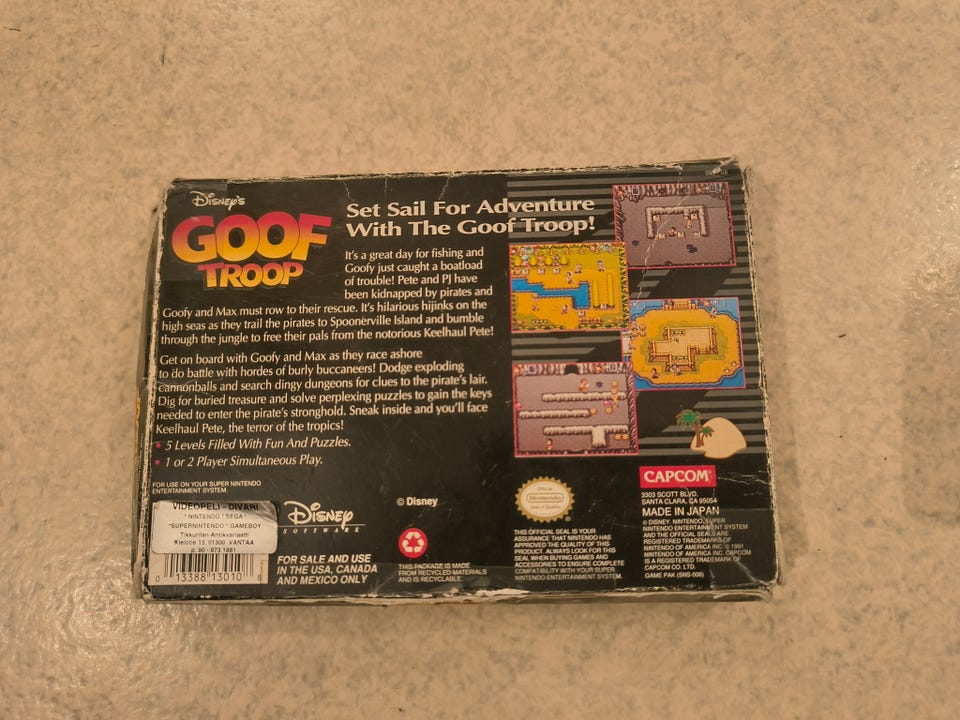 Disney's
GOOF
TROOP
Set Sail For Adventure
With The Goof Troop!
It's a great day for fishing and
Goofy just caught a boatload
of trouble! Pete and PJ have
been kidnapped by pirates and
Goofy and Max must row to their rescue. It's hilarious hijinks on the
high seas as they trail the pirates to Spoonerville Island and bumble
through the jungle to free their pals from the notorious Keelhaul Pete!
Get on board with Goofy and Max as they race ashore
to do battle with hordes of burly buccaneers! Dodge exploding
cannonballs and search dingy dungeons for clues to the pirate's lair.
Dig for buried treasure and solve perplexing puzzles to gain the keys
needed to enter the pirate's stronghold. Sneak inside and you'll face
Keelhaul Pete, the terror of the tropics!
• 5 Levels Filled With Fun And Puzzles.
• 1 or 2 Player Simultaneous Play.
FOR USE ON YOUR SUPER NINTENDO
ENTERTAINMENT SYSTEM.
VIDEOPELI - DIVARI
* NINTENDO * SEGA *
*SUPERNINTENDO * GAMEBOY
Tikkurilan Antikvariaatti
Kielotie 13, 01300 VANTAA
p. 90 - 873 1881
0 13388 13010
Disney
SOFTWARE
© Disney
FOR SALE AND USE
IN THE USA, CANADA
AND MEXICO ONLY
THIS PACKAGE IS MADE
FROM RECYCLED MATERIALS
AND IS RECYCLABLE.
Official
Nintendo
Seal of Quality
THIS OFFICIAL SEAL IS YOUR
ASSURANCE THAT NINTENDO HAS
APPROVED THE QUALITY OF THIS
PRODUCT. ALWAYS LOOK FOR THIS
SEAL WHEN BUYING GAMES AND
ACCESSORIES TO ENSURE COMPLETE
COMPATIBILITY WITH YOUR SUPER
NINTENDO ENTERTAINMENT SYSTEM.
CAPCOM®
3303 SCOTT BLVD.
SANTA CLARA, CA 95054
MADE IN JAPAN
© DISNEY. NINTENDO, SUPER
NINTENDO ENTERTAINMENT SYSTEM
AND THE OFFICIAL SEALS ARE
REGISTERED TRADEMARKS OF
NINTENDO OF AMERICA INC. © 1991
NINTENDO OF AMERICA INC. CAPCOM
IS A REGISTERED TRADEMARK OF
CAPCOM CO. LTD.
GAME PAK (SNS-006)